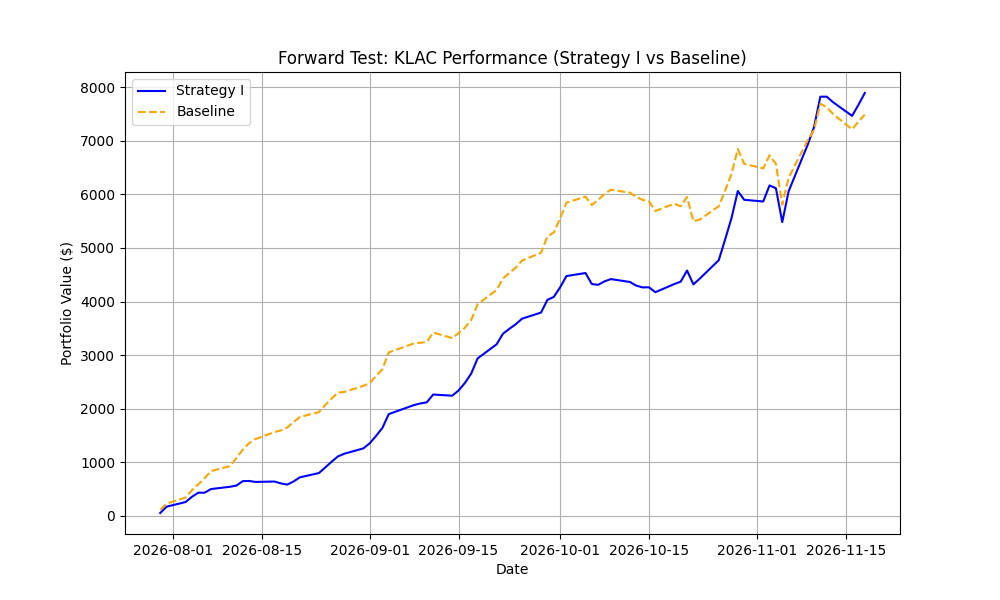 Forward Test: KLAC Performance (Strategy I vs Baseline)
Strategy I
Baseline
Portfolio Value ($)
8000
7000
6000
5000
4000
3000
2000
1000
0
2026-08-01 2026-08-15 2026-09-01 2026-09-15 2026-10-01 2026-10-15 2026-11-01 2026-11-15
Date